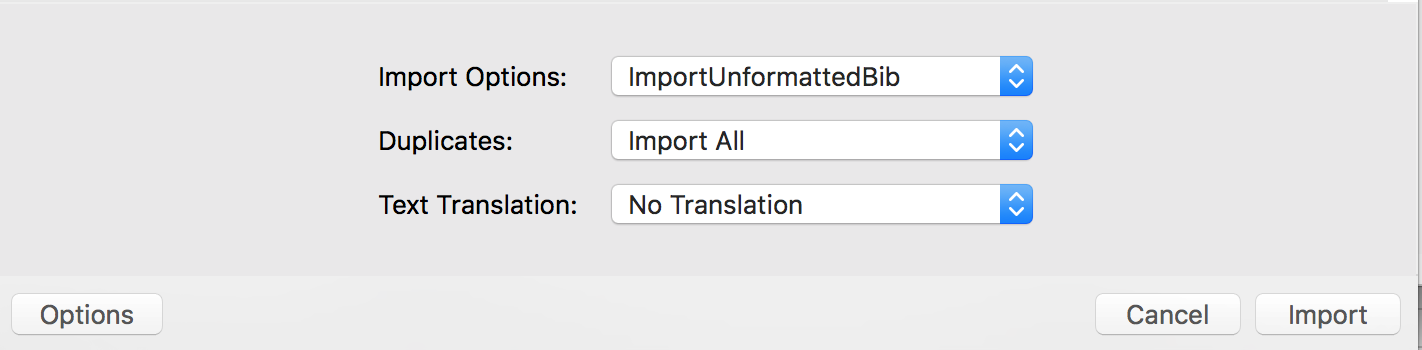 Import Options: ImportUnformattedBib
Duplicates: Import All
Text Translation: No Translation
Options Cancel Import